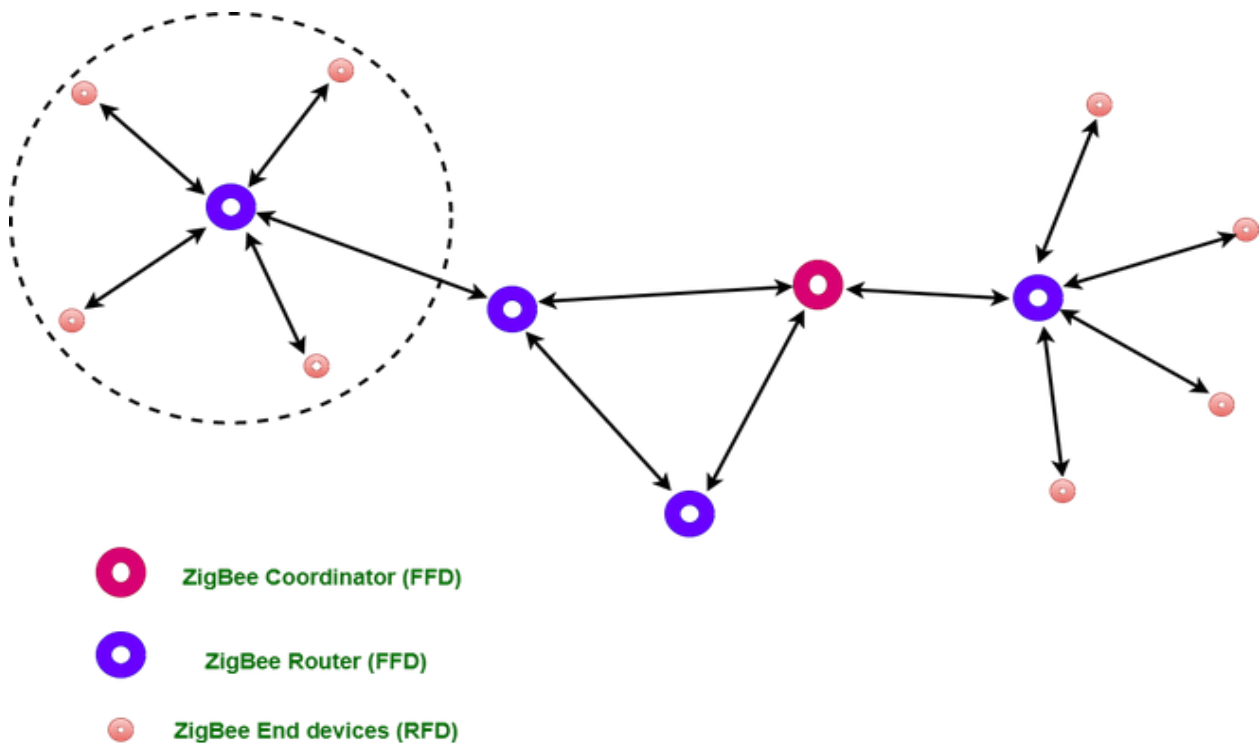 ZigBee Coordinator (FFD)
ZigBee Router (FFD)
ZigBee End devices (RFD)